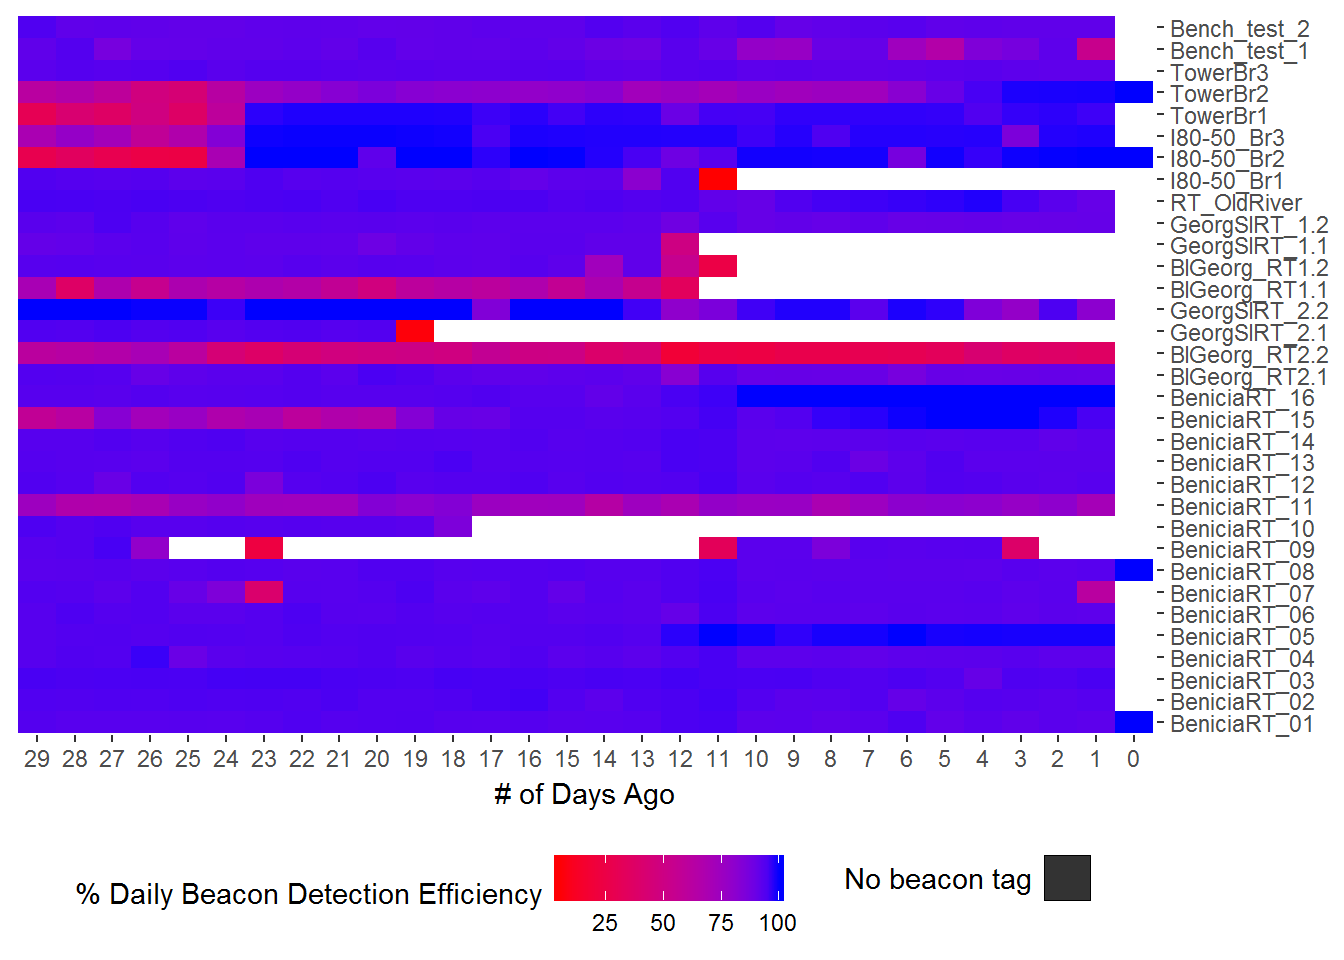 Bench_test_2
Bench_test_1
TowerBr3
TowerBr2
TowerBr1
I80-50_Br3
I80-50_Br2
I80-50_Br1
RT_OldRiver
GeorgSlRT_1.2
GeorgSlRT_1.1
BlGeorg_RT1.2
BlGeorg_RT1.1
GeorgSlRT_2.2
GeorgSlRT_2.1
BlGeorg_RT2.2
BlGeorg_RT2.1
BeniciaRT_16
BeniciaRT_15
BeniciaRT_14
BeniciaRT_13
BeniciaRT_12
BeniciaRT_11
BeniciaRT_10
BeniciaRT_09
BeniciaRT_08
BeniciaRT_07
BeniciaRT_06
BeniciaRT_05
BeniciaRT_04
BeniciaRT_03
BeniciaRT_02
BeniciaRT_01
29 28 27 26 25 24 23 22 21 20 19 18 17 16 15 14 13 12 11 10 9 8 7 6 5 4 3 2 1 0
# of Days Ago
% Daily Beacon Detection Efficiency
25 50 75 100
No beacon tag